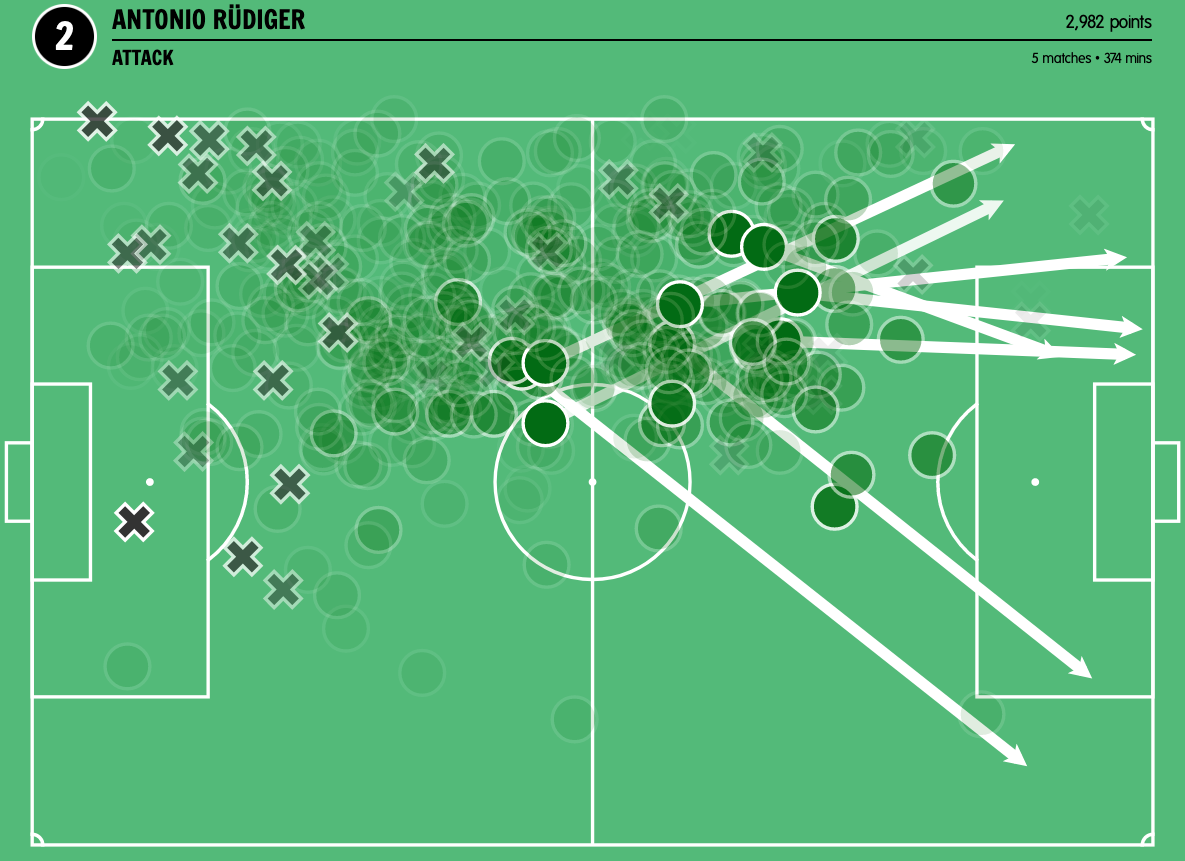 2
ANTONIO RÜDIGER
2,982 points
ATTACK
5 matches • 374 mins